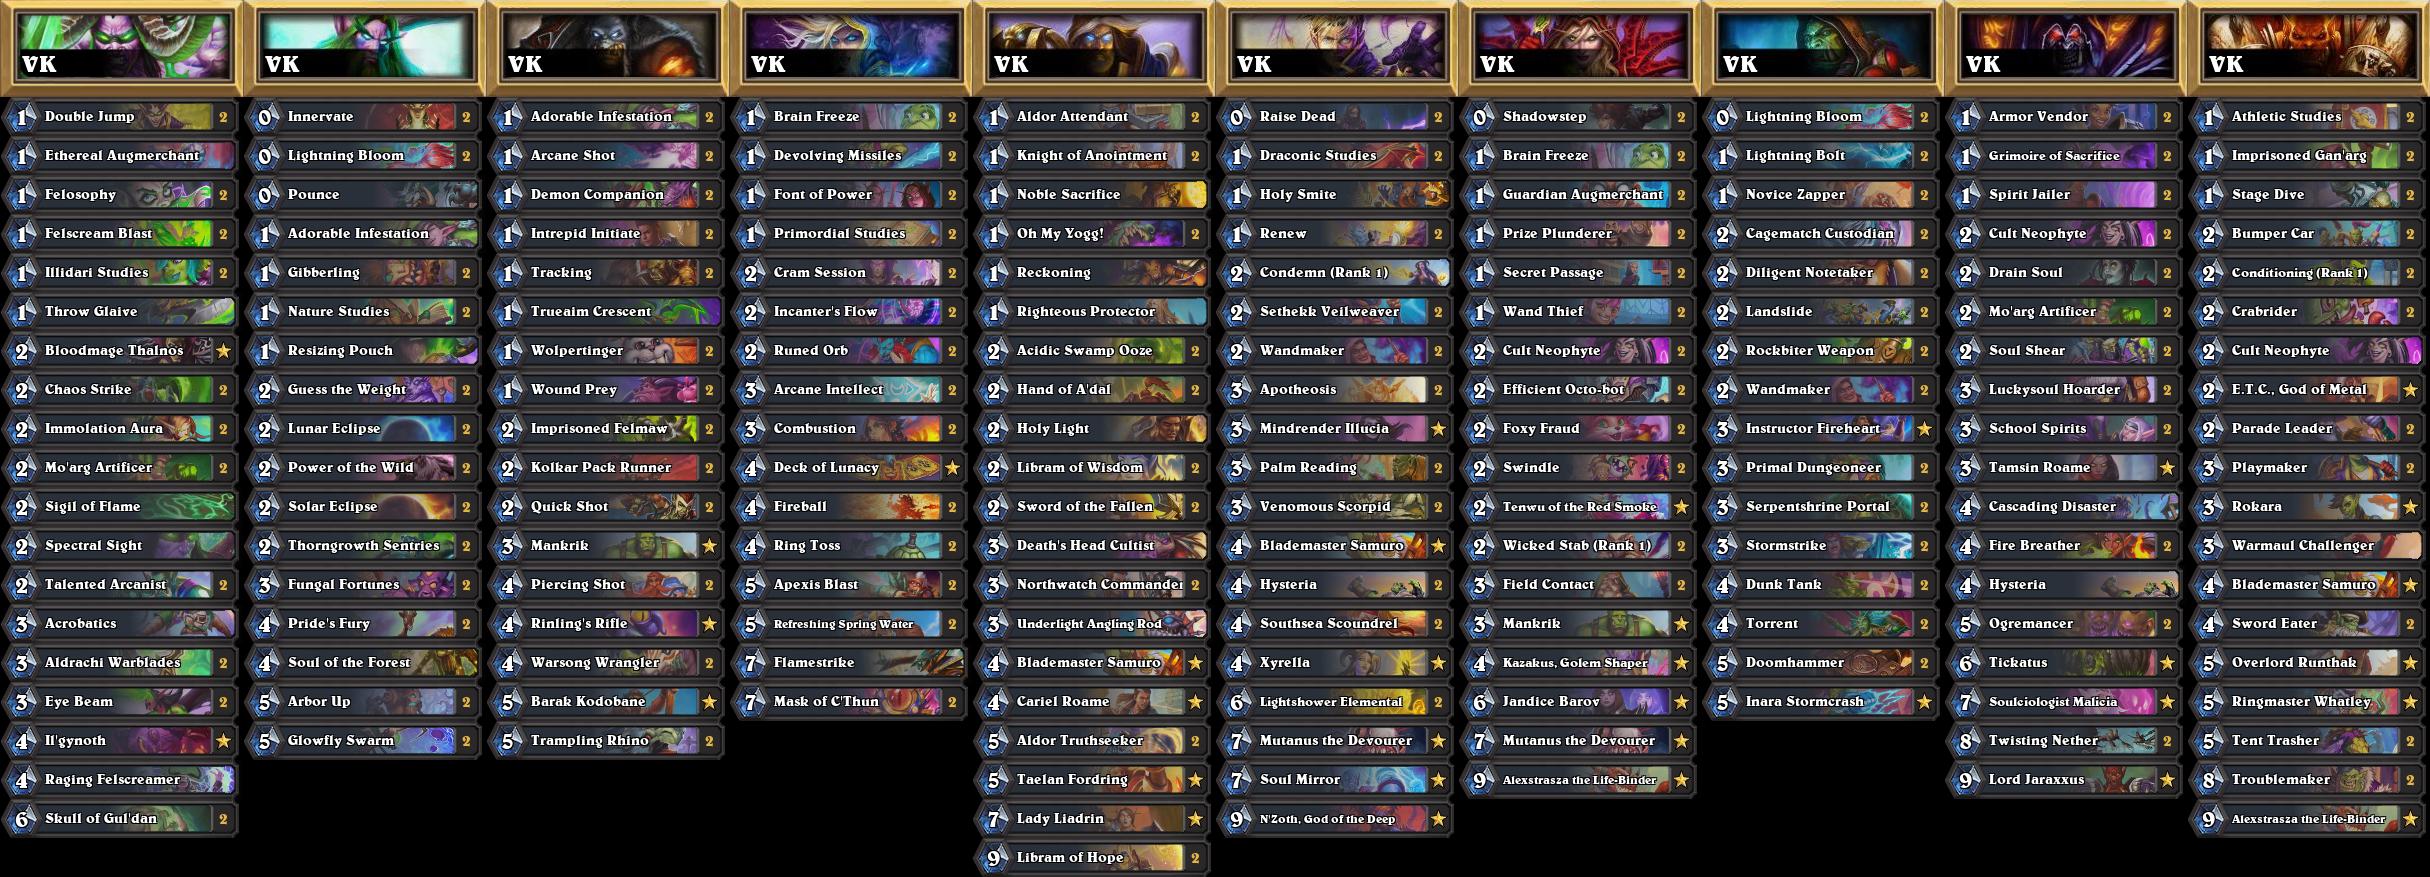 VK
1 Double Jump 2
1 Ethereal Augmerchant
1 Felosophy 2
1 Felscream Blast 2
1 Illidari Studies 2
1 Throw Glaive
2 Bloodmage Thalnos
2 Chaos Strike 2
2 Immolation Aura 2
2 Mo'arg Artificer 2
2 Sigil of Flame
2 Spectral Sight
2 Talented Arcanist 2
3 Acrobatics
3 Aldrachi Warblades 2
3 Eye Beam 2
4 Il'gynoth
4 Raging Felscreamer
6 Skull of Gul'dan 2
VK
0 Innervate 2
0 Lightning Bloom 2
0 Pounce
1 Adorable Infestation
1 Gibberling 2
1 Nature Studies 2
1 Resizing Pouch
2 Guess the Weight 2
2 Lunar Eclipse 2
2 Power of the Wild 2
2 Solar Eclipse 2
2 Thorngrowth Sentries 2
3 Fungal Fortunes 2
4 Pride's Fury 2
4 Soul of the Forest
5 Arbor Up 2
5 Glowfly Swarm 2
VK
1 Adorable Infestation 2
1 Arcane Shot 2
1 Demon Companion 2
1 Intrepid Initiate 2
1 Tracking 2
1 Trueaim Crescent
1 Wolpertinger 2
1 Wound Prey 2
2 Imprisoned Felmaw 2
2 Kolkar Pack Runner 2
2 Quick Shot 2
3 Mankrik
4 Piercing Shot 2
4 Rinling's Rifle
4 Warsong Wrangler 2
5 Barak Kodobane
5 Trampling Rhino 2
VK
1 Brain Freeze 2
1 Devolving Missiles 2
1 Font of Power 2
1 Primordial Studies 2
2 Cram Session 2
2 Incanter's Flow 2
2 Runed Orb 2
3 Arcane Intellect 2
3 Combustion 2
4 Deck of Lunacy
4 Fireball 2
4 Ring Toss 2
5 Apexis Blast 2
5 Refreshing Spring Water 2
7 Flamestrike
7 Mask of C'Thun 2
VK
1 Aldor Attendant 2
1 Knight of Anointment 2
1 Noble Sacrifice
1 Oh My Yogg! 2
1 Reckoning
1 Righteous Protector
2 Acidic Swamp Ooze 2
2 Hand of A'dal 2
2 Holy Light
2 Libram of Wisdom 2
2 Sword of the Fallen 2
3 Death's Head Cultist
3 Northwatch Commander 2
3 Underlight Angling Rod
4 Blademaster Samuro
4 Cariel Roame
5 Aldor Truthseeker 2
5 Taelan Fordring
7 Lady Liadrin
9 Libram of Hope 2
VK
0 Raise Dead 2
1 Draconic Studies 2
1 Holy Smite 2
1 Renew 2
2 Condemn (Rank 1)
2 Sethekk Veilweaver 2
2 Wandmaker 2
3 Apotheosis 2
3 Mindrender Illucia
3 Palm Reading 2
3 Venomous Scorpid 2
4 Blademaster Samuro
4 Hysteria 2
4 Southsea Scoundrel 2
4 Xyrella
6 Lightshower Elemental 2
7 Mutanus the Devourer
7 Soul Mirror
9 N'Zoth, God of the Deep
VK
0 Shadowstep 2
1 Brain Freeze 2
1 Guardian Augmerchant 2
1 Prize Plunderer 2
1 Secret Passage 2
1 Wand Thief 2
2 Cult Neophyte 2
2 Efficient Octo-bot 2
2 Foxy Fraud 2
2 Swindle 2
2 Tenwu of the Red Smoke
2 Wicked Stab (Rank 1) 2
3 Field Contact 2
3 Mankrik
4 Kazakus, Golem Shaper
6 Jandice Barov
7 Mutanus the Devourer
9 Alexstrasza the Life-Binder
VK
0 Lightning Bloom 2
1 Lightning Bolt 2
1 Novice Zapper 2
2 Cagematch Custodian 2
2 Diligent Notetaker 2
2 Landslide 2
2 Rockbiter Weapon 2
2 Wandmaker 2
3 Instructor Fireheart
3 Primal Dungeoneer 2
3 Serpentshrine Portal 2
3 Stormstrike 2
4 Dunk Tank 2
4 Torrent 2
5 Doomhammer 2
5 Inara Stormcrash
VK
1 Armor Vendor 2
1 Grimoire of Sacrifice 2
1 Spirit Jailer 2
2 Cult Neophyte 2
2 Drain Soul 2
2 Mo'arg Artificer 2
2 Soul Shear 2
3 Luckysoul Hoarder 2
3 School Spirits 2
3 Tamsin Roame
4 Cascading Disaster
4 Fire Breather 2
4 Hysteria
5 Ogremancer 2
6 Tickatus
7 Soulciologist Malicia
8 Twisting Nether 2
9 Lord Jaraxxus
VK
1 Athletic Studies 2
1 Imprisoned Gan'arg 2
1 Stage Dive 2
2 Bumper Car 2
2 Conditioning (Rank 1) 2
2 Crabrider 2
2 Cult Neophyte
2 E.T.C., God of Metal
2 Parade Leader 2
3 Playmaker 2
3 Rokara
3 Warmaul Challenger
4 Blademaster Samuro
4 Sword Eater 2
5 Overlord Runthak
5 Ringmaster Whatley
5 Tent Trasher 2
8 Troublemaker 2
9 Alexstrasza the Life-Binder